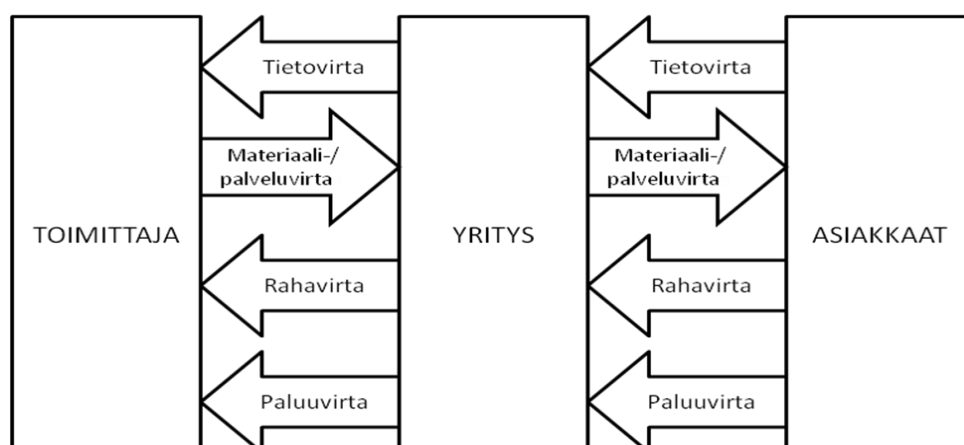 Tietovirta
Tietovirta
Materiaali-/
palveluvirta
Materiaali-/
palveluvirta
TOIMITTAJA
YRITYS
ASIAKKAAT
Rahavirta
Rahavirta
Paluuvirta
Paluuvirta